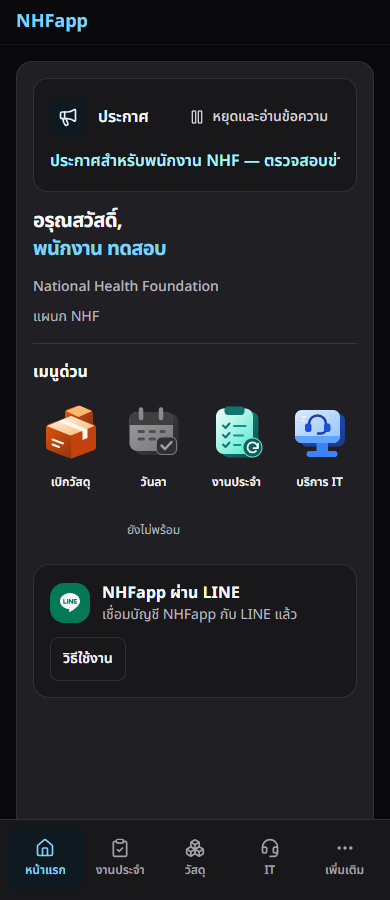 NHFapp
ประกาศ
หยุดและอ่านข้อความ
ประกาศสำหรับพนักงาน NHF — ตรวจสอบ
อรุณสวัสดิ์,
พนักงาน ทดสอบ
National Health Foundation
แผนก NHF
เมนูด่วน
เบิกวัสดุ
วันลา
งานประจำ
บริการ IT
ยังไม่พร้อม
LINE
NHFapp ผ่าน LINE
เชื่อมบัญชี NHFapp กับ LINE แล้ว
วิธีใช้งาน
หน้าแรก
งานประจำ
วัสดุ
IT
เพิ่มเติม